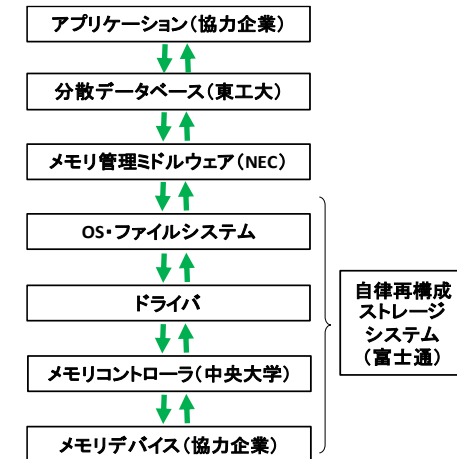 アプリケーション(協力企業)
分散データベース(東工大)
メモリ管理ミドルウェア(NEC)
OS・ファイルシステム
ドライバ
メモリコントローラ(中央大学)
メモリデバイス(協力企業)
自律再構成
ストレージ
システム
(富士通)